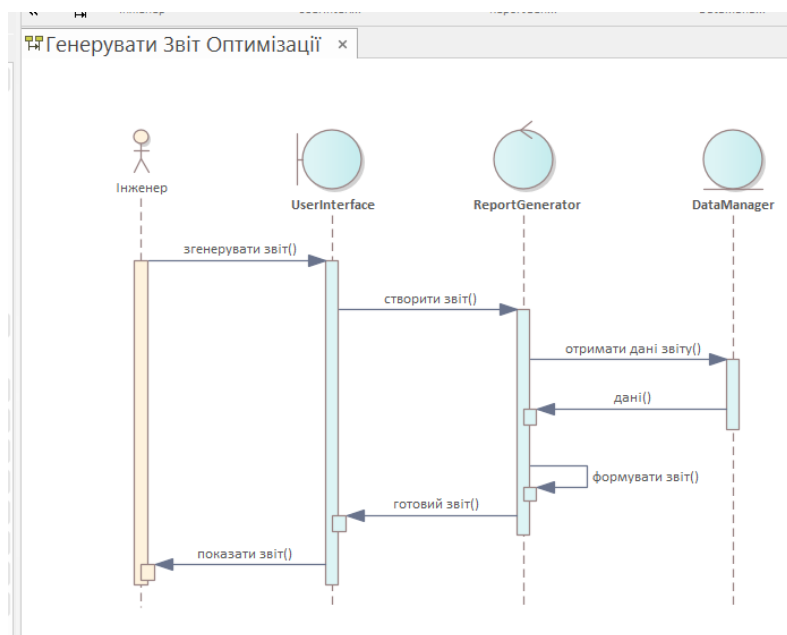 Генерувати Звіт Оптимізації ×
Інженер
UserInterface
ReportGenerator
DataManager
згенерувати звіт()
створити звіт()
отримати дані звіту()
дані()
формувати звіт()
готовий звіт()
показати звіт()